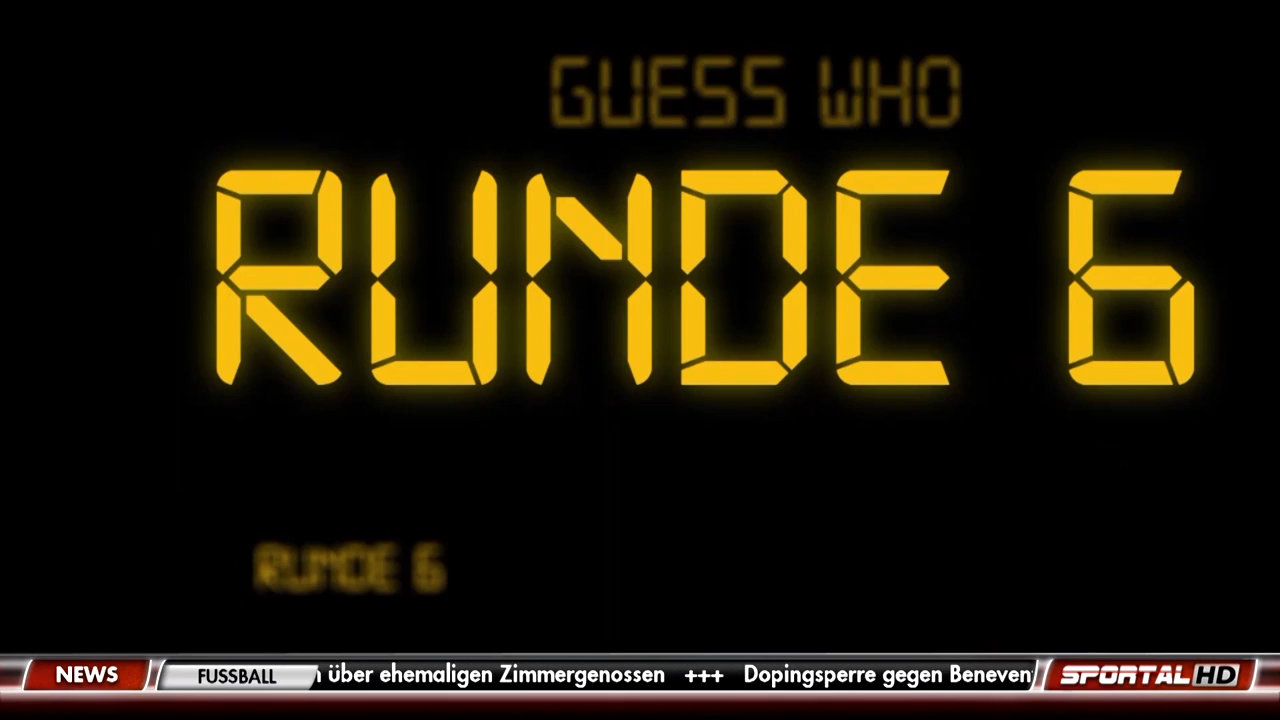 GUESS WHO
RUNDE 6
RUNDE 6
NEWS FUSSBALL über ehemaligen Zimmergenossen +++ Dopingsperre gegen Beneven SPORTAL HD